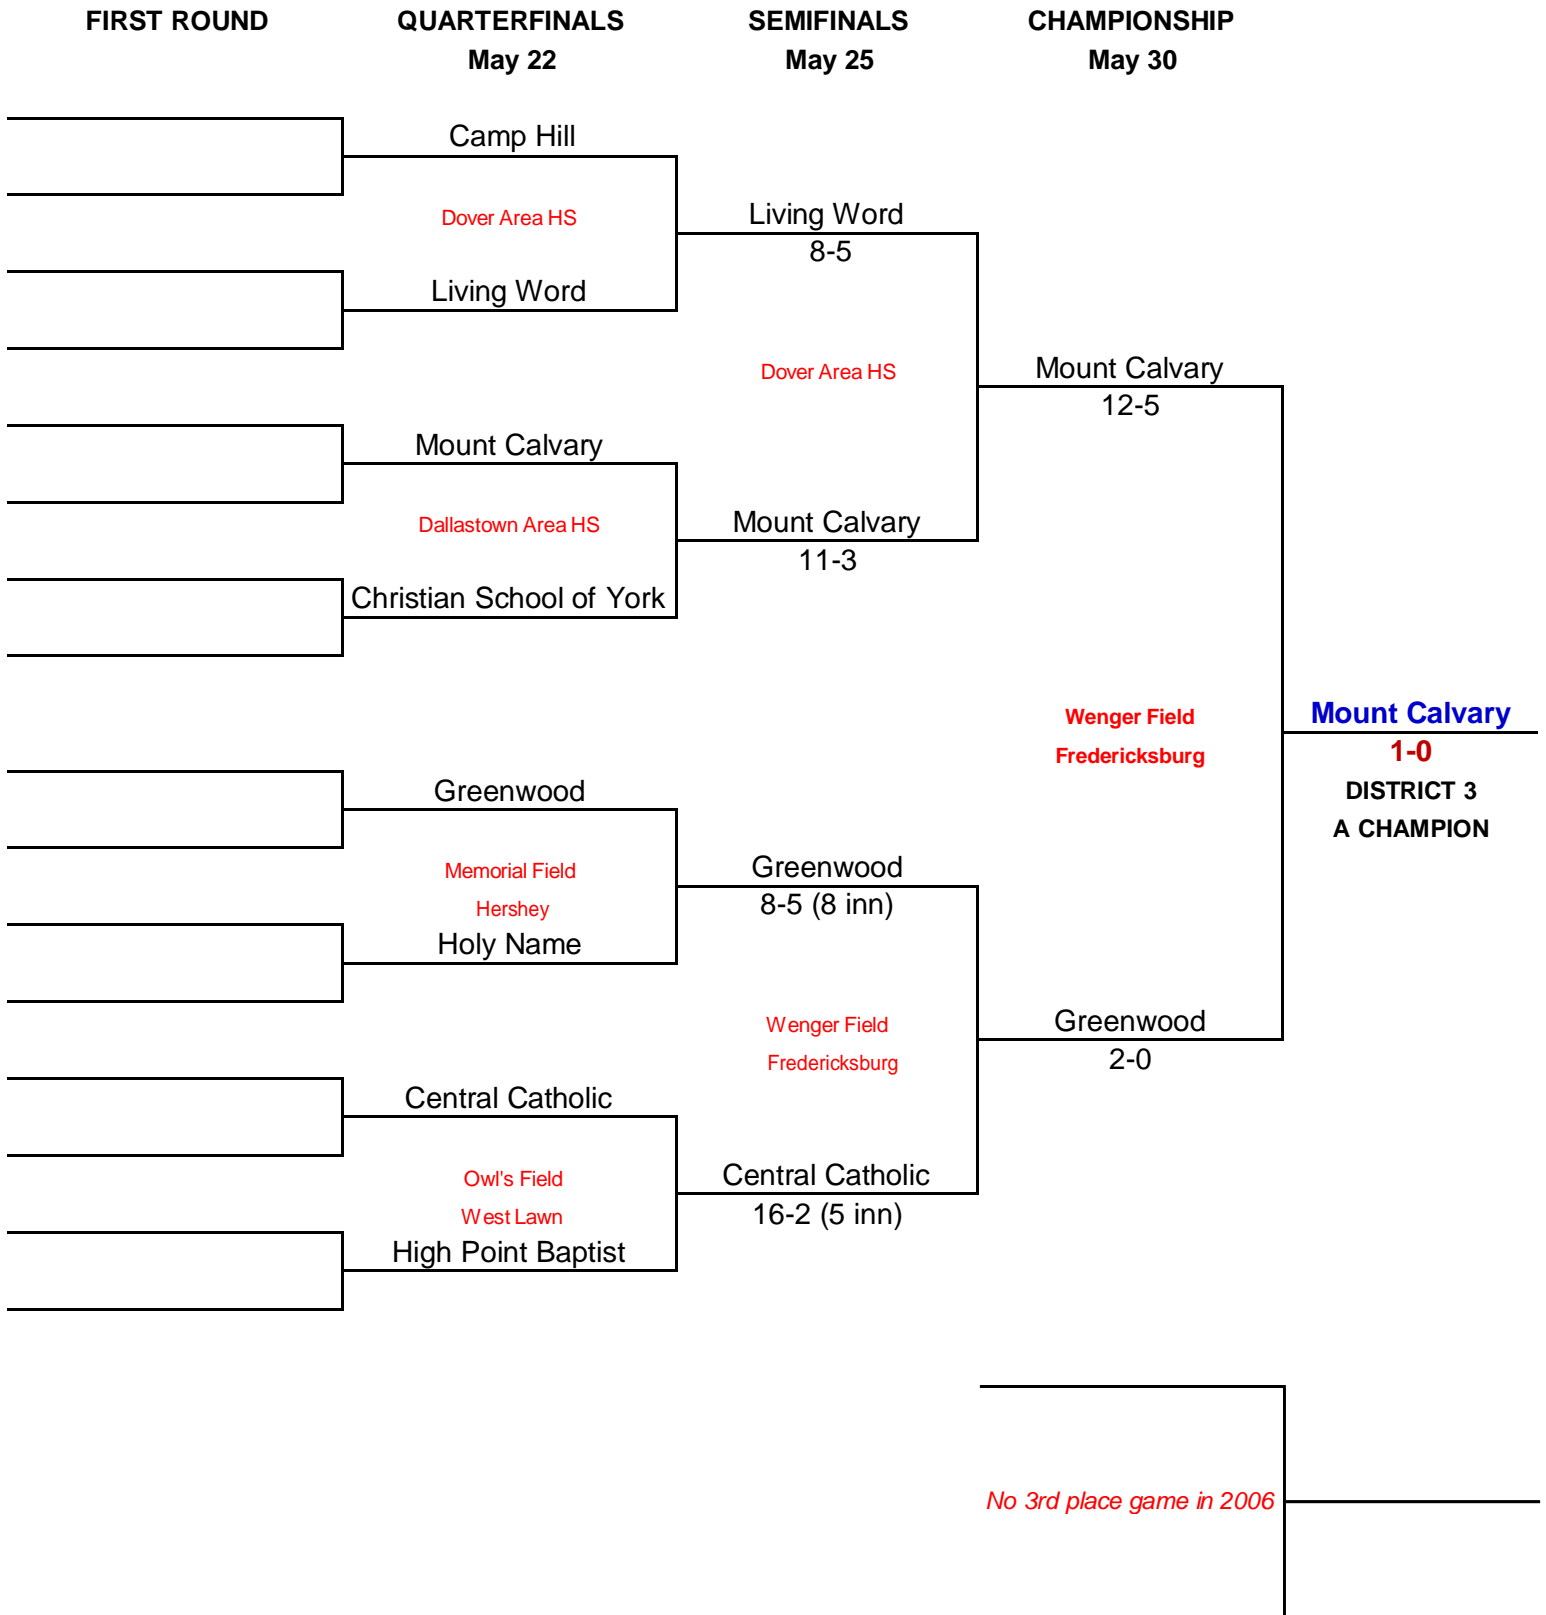 FIRST ROUND
QUARTERFINALS
SEMIFINALS
CHAMPIONSHIP
May 22
May 25
May 30
Camp Hill
Dover Area HS
Living Word
8-5
Living Word
Dover Area HS
Mount Calvary
12-5
Mount Calvary
Dallastown Area HS
Mount Calvary
11-3
Christian School of York
Wenger Field
Fredericksburg
Mount Calvary
1-0
DISTRICT 3
A CHAMPION
Greenwood
Memorial Field
Hershey
Greenwood
8-5 (8 inn)
Holy Name
Wenger Field
Fredericksburg
Greenwood
2-0
Central Catholic
Owl's Field
West Lawn
Central Catholic
16-2 (5 inn)
High Point Baptist
No 3rd place game in 2006